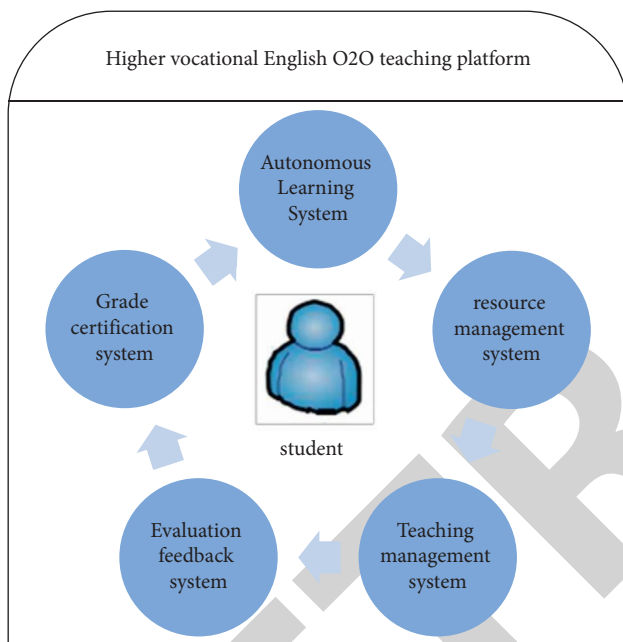 Higher vocational English O2O teaching platform
Autonomous
Learning
System
resource
management
system
Teaching
management
system
Evaluation
feedback
system
Grade
certification
system
student